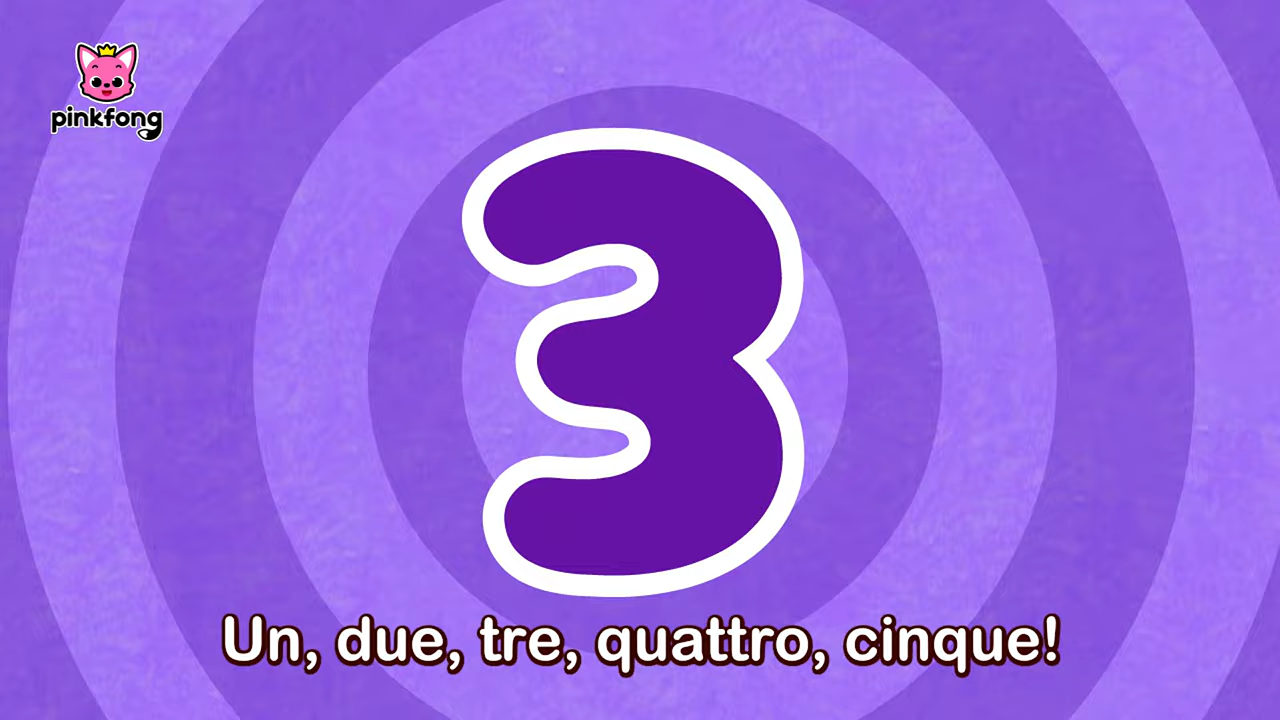 pinkfong
3
Un, due, tre, quattro, cinque!